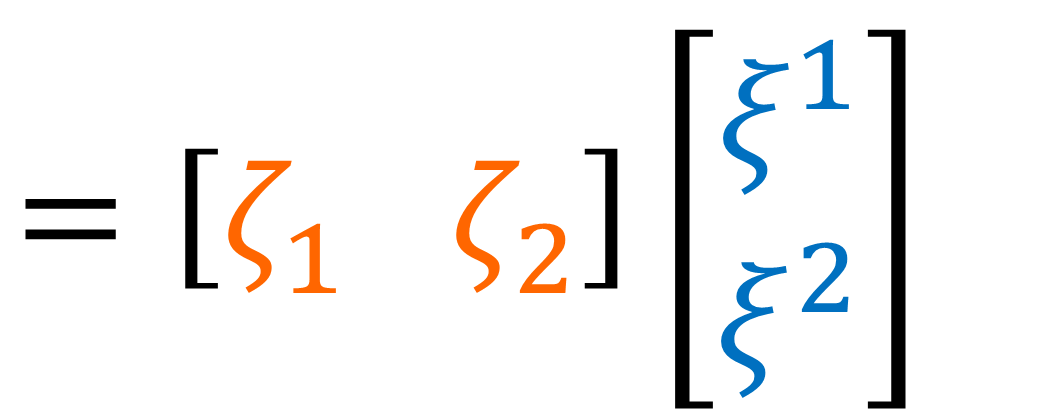 = [ζ₁ ζ₂] [ξ¹
ξ²]